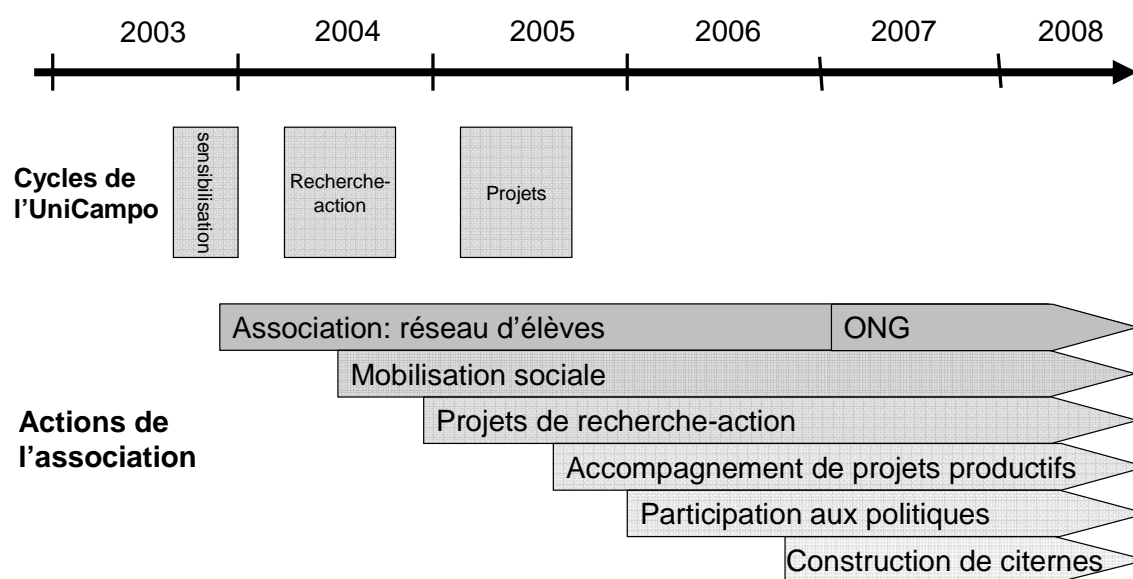 2003 2004 2005 2006 2007 2008
sensibilisation
Cycles de
l’UniCampo
Recherche-
action
Projets
Association: réseau d’élèves
ONG
Mobilisation sociale
Actions de
l’association
Projets de recherche-action
Accompagnement de projets productifs
Participation aux politiques
Construction de citernes